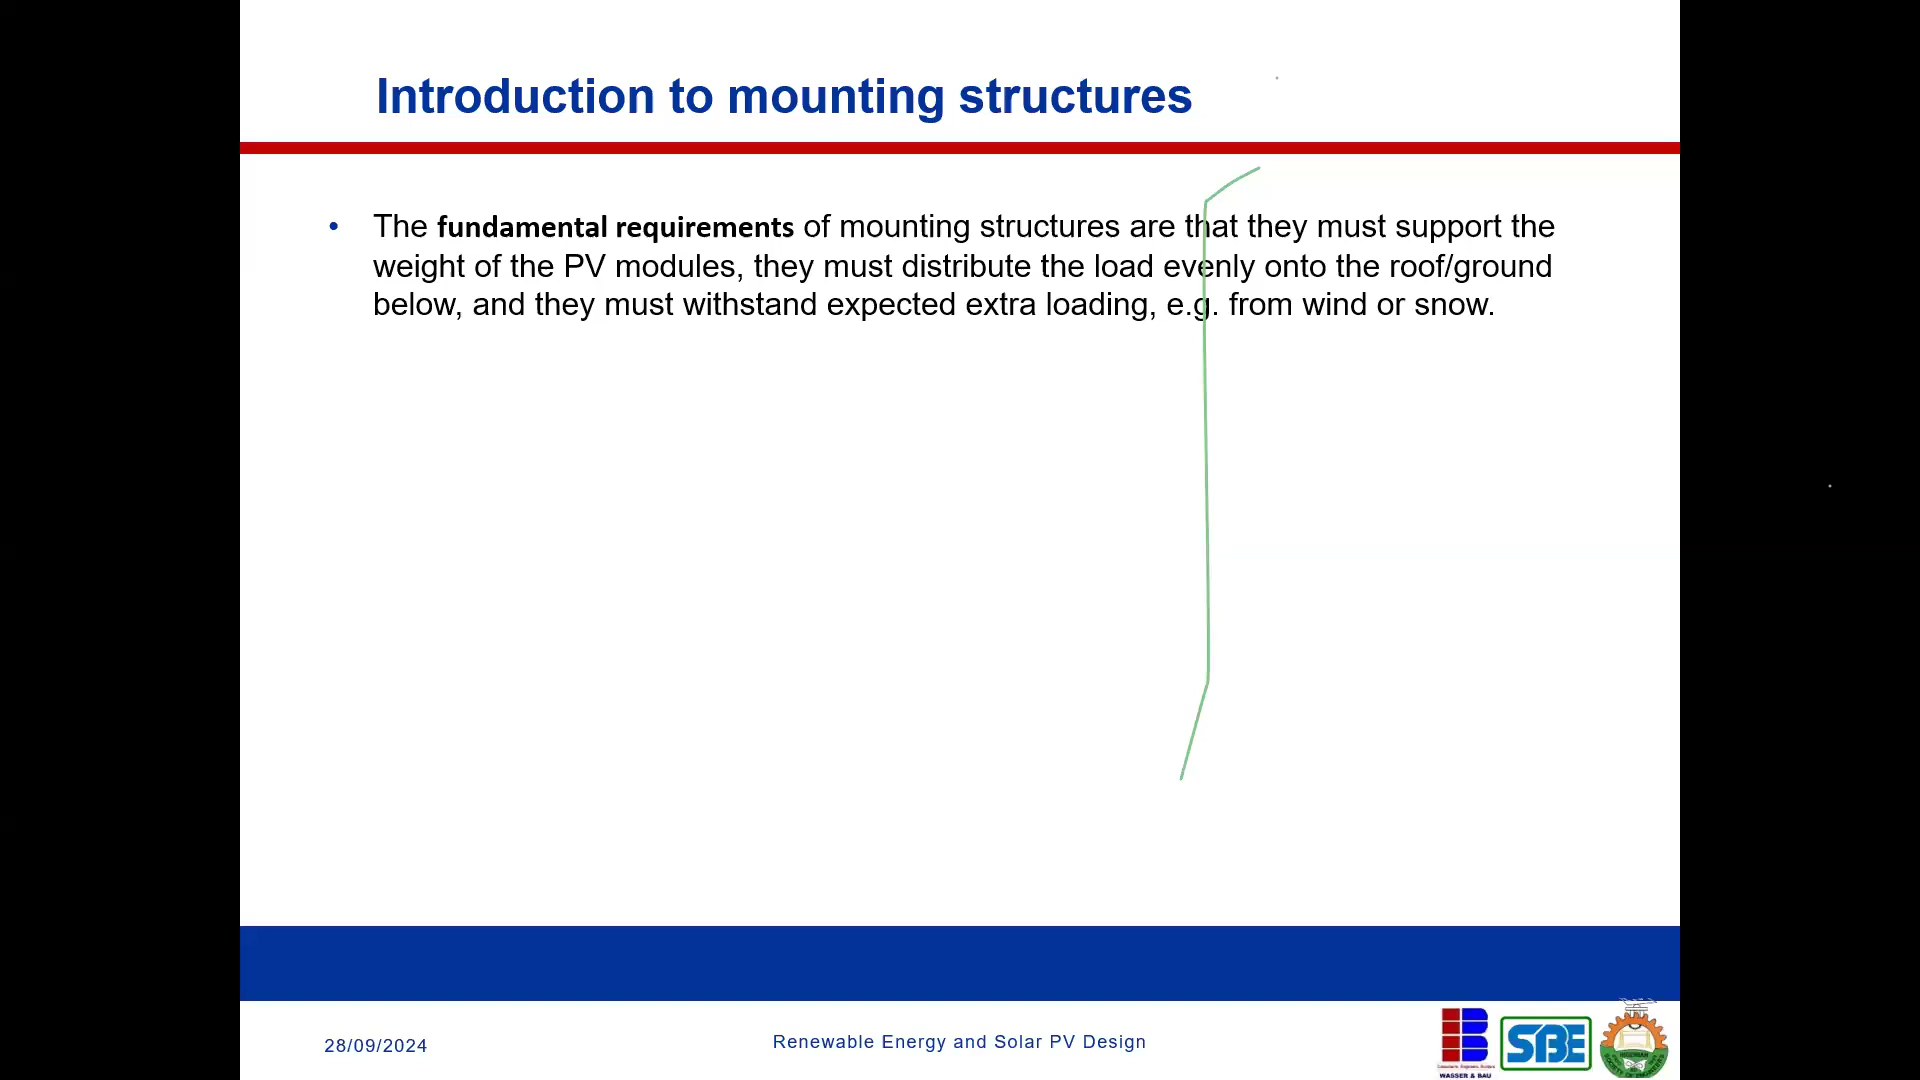 Introduction to mounting structures
• The fundamental requirements of mounting structures are that they must support the
weight of the PV modules, they must distribute the load evenly onto the roof/ground
below, and they must withstand expected extra loading, e.g. from wind or snow.
28/09/2024
Renewable Energy and Solar PV Design
WASSER & BAU
SBE